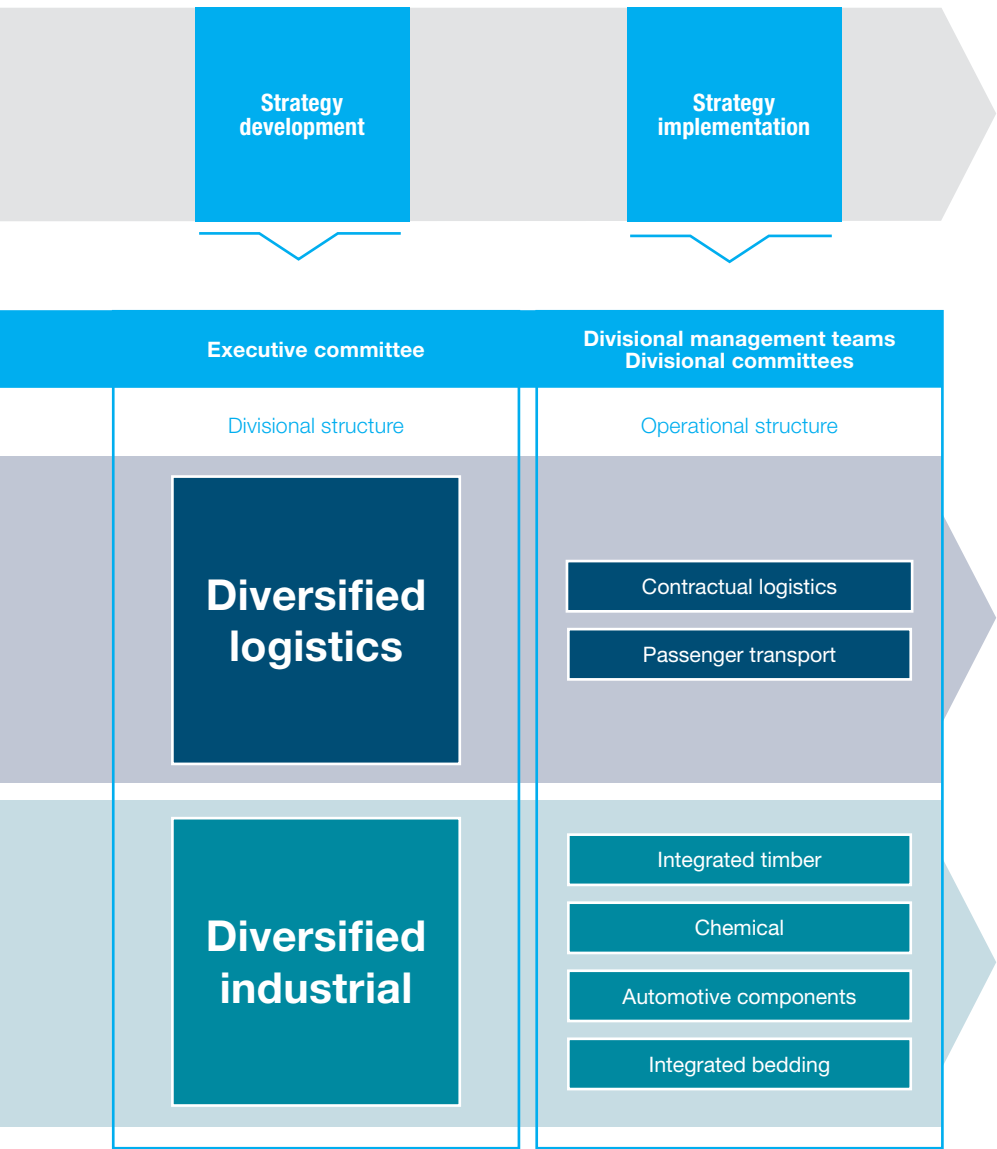 Strategy
development
Strategy
implementation
Executive committee
Divisional management teams
Divisional committees
Divisional structure
Operational structure
Diversified
logistics
Contractual logistics
Passenger transport
Diversified
industrial
Integrated timber
Chemical
Automotive components
Integrated bedding